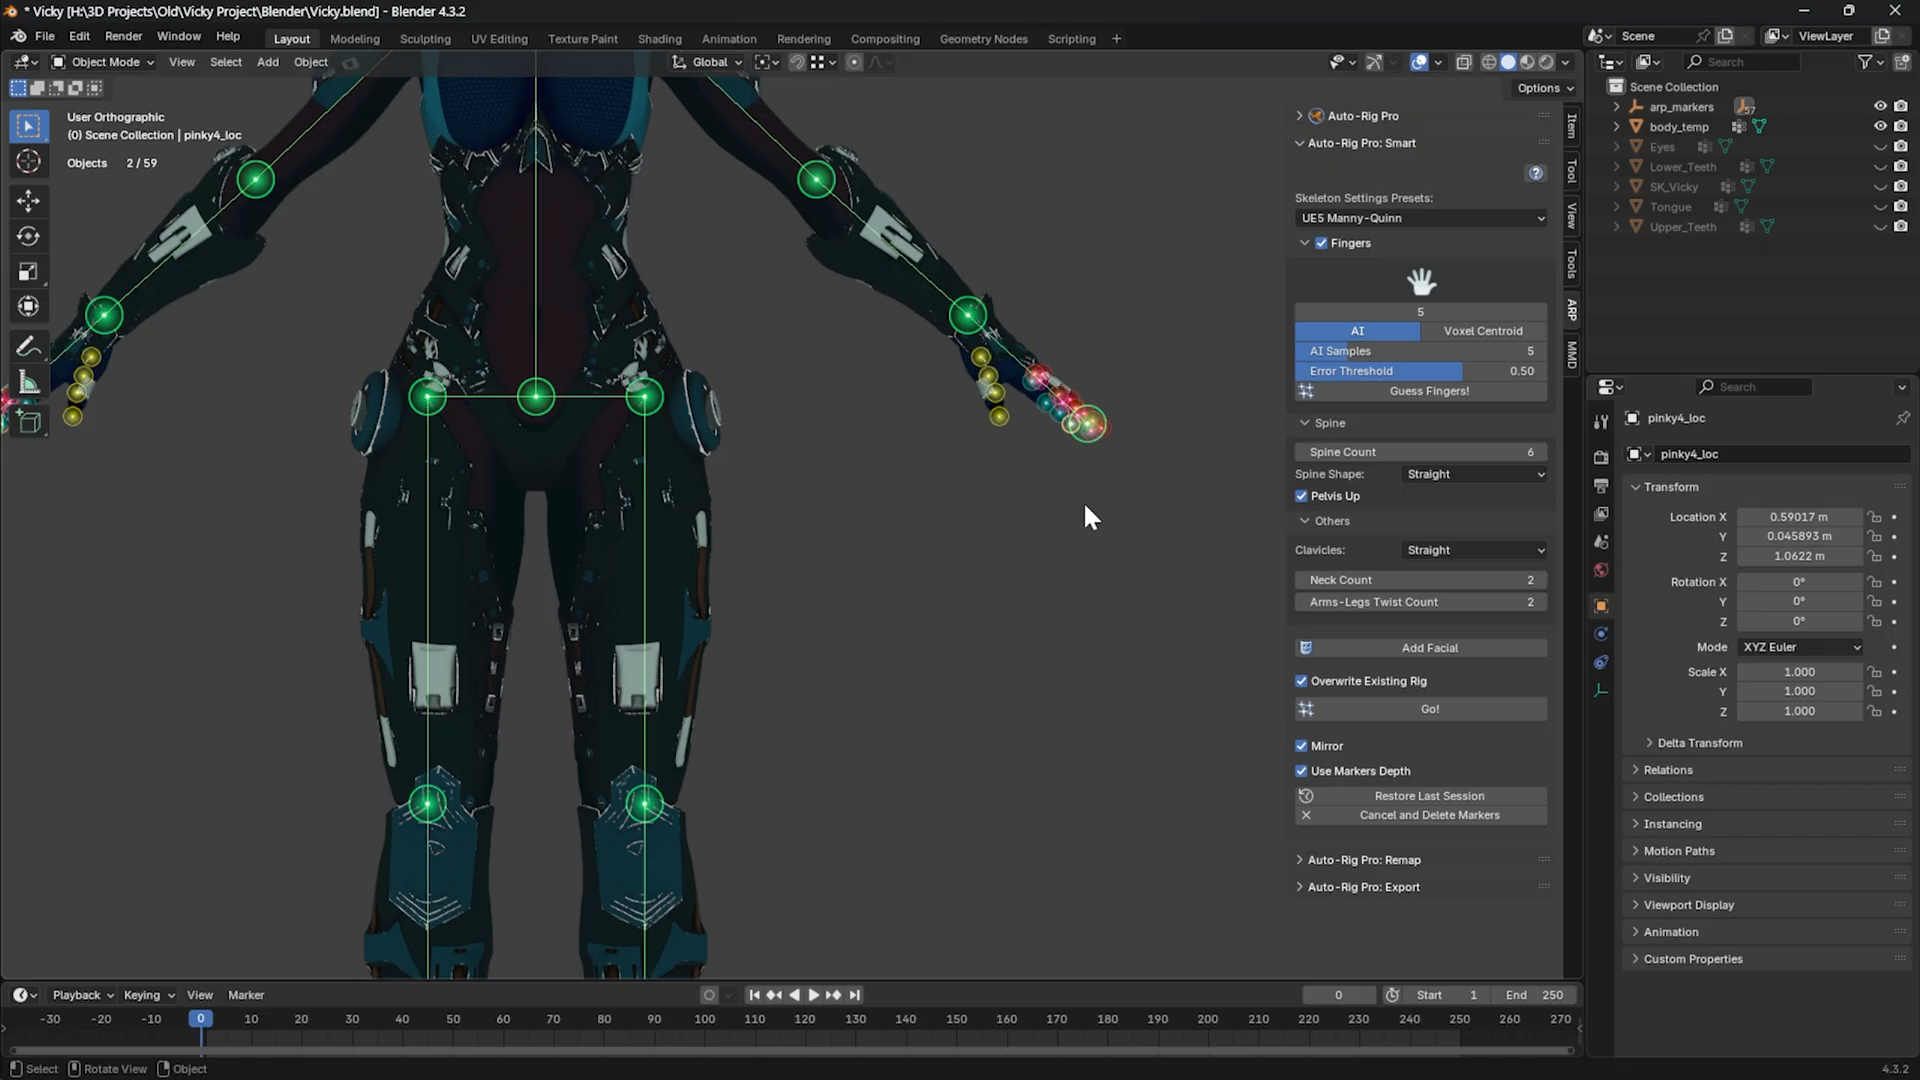 * Vicky [H:\3D Projects\Old\Vicky Project\Blender\Vicky.blend] - Blender 4.3.2
File Edit Render Window Help Layout Modeling Sculpting UV Editing Texture Paint Shading Animation Rendering Compositing Geometry Nodes Scripting + Scene ViewLayer
Object Mode View Select Add Object Global Search
Options
User Orthographic
(0) Scene Collection | pinky4_loc
Objects 2 / 59
Auto-Rig Pro
Auto-Rig Pro: Smart
?
Skeleton Settings Presets:
UE5 Manny-Quinn
Fingers
5
AI Voxel Centroid
AI Samples 5
Error Threshold 0.50
Guess Fingers!
Spine
Spine Count 6
Spine Shape: Straight
Pelvis Up
Others
Clavicles: Straight
Neck Count 2
Arms-Legs Twist Count 2
Add Facial
Overwrite Existing Rig
Go!
Mirror
Use Markers Depth
Restore Last Session
Cancel and Delete Markers
Auto-Rig Pro: Remap
Auto-Rig Pro: Export
Item
Tool
View
Tools
ARP
MMD
Scene Collection
arp_markers 57
body_temp
Eyes
Lower_Teeth
SK_Vicky
Tongue
Upper_Teeth
Search
pinky4_loc
pinky4_loc
Transform
Location X 0.59017 m
Y 0.045893 m
Z 1.0622 m
Rotation X 0°
Y 0°
Z 0°
Mode XYZ Euler
Scale X 1.000
Y 1.000
Z 1.000
Delta Transform
Relations
Collections
Instancing
Motion Paths
Visibility
Viewport Display
Animation
Custom Properties
Playback Keying View Marker 0 Start 1 End 250
-30 -20 -10 0 10 20 30 40 50 60 70 80 90 100 110 120 130 140 150 160 170 180 190 200 210 220 230 240 250 260 270
Select Rotate View Object 4.3.2